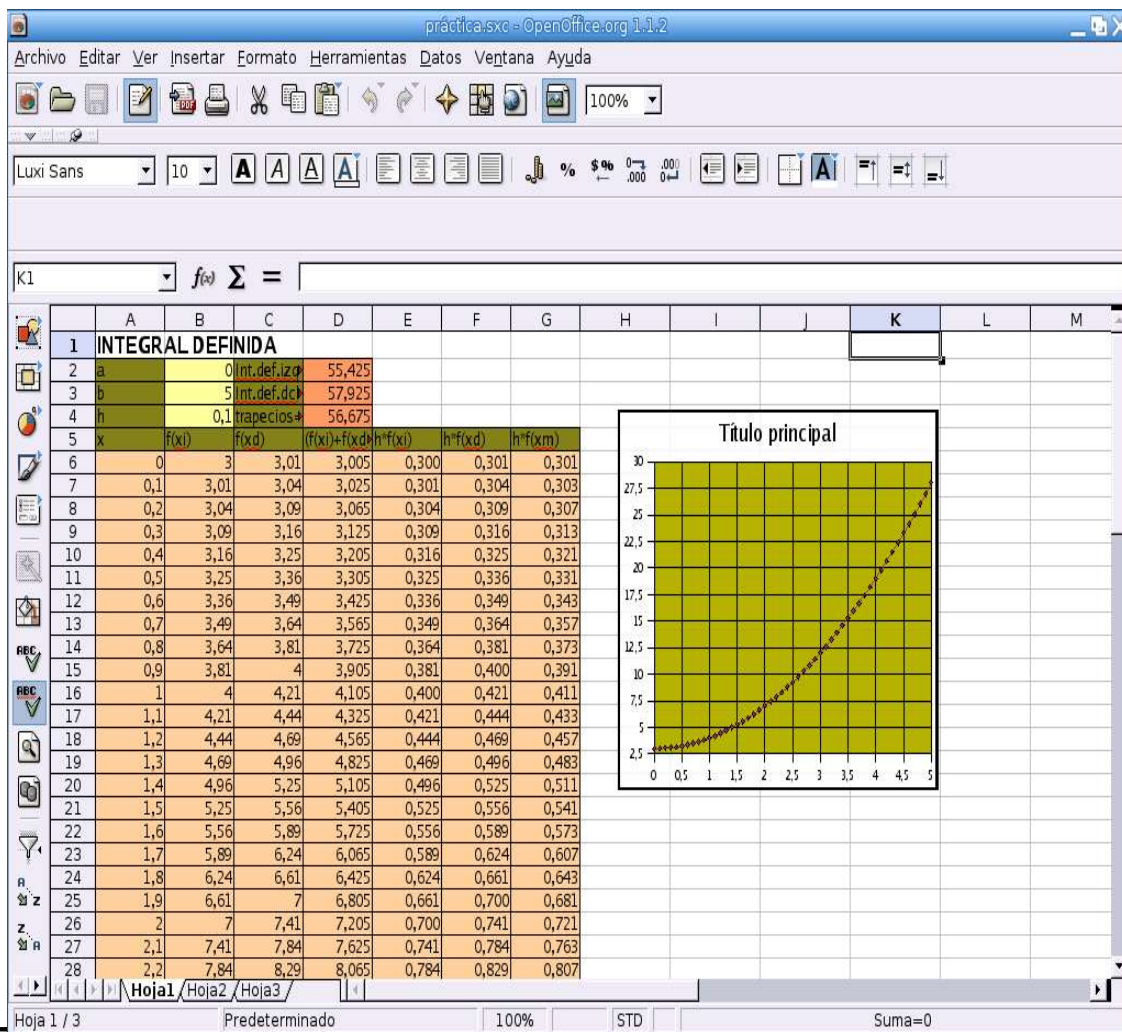 práctica.sxc - OpenOffice.org 1.1.2
Archivo Editar Ver Insertar Formato Herramientas Datos Ventana Ayuda
100%
Luxi Sans 10
K1 f(x) Σ =
A B C D E F G H I J K L M
1 INTEGRAL DEFINIDA
2 a 0 Int.def.izq 55,425
3 b 5 Int.def.dcl 57,925
4 h 0,1 trapecios= 56,675
5 x f(xi) f(xd) (f(xi)+f(xd h*f(xi) h*f(xd) h*f(xm)
6 0 3 3,01 3,005 0,300 0,301 0,301
7 0,1 3,01 3,04 3,025 0,301 0,304 0,303
8 0,2 3,04 3,09 3,065 0,304 0,309 0,307
9 0,3 3,09 3,16 3,125 0,309 0,316 0,313
10 0,4 3,16 3,25 3,205 0,316 0,325 0,321
11 0,5 3,25 3,36 3,305 0,325 0,336 0,331
12 0,6 3,36 3,49 3,425 0,336 0,349 0,343
13 0,7 3,49 3,64 3,565 0,349 0,364 0,357
14 0,8 3,64 3,81 3,725 0,364 0,381 0,373
15 0,9 3,81 4 3,905 0,381 0,400 0,391
16 1 4 4,21 4,105 0,400 0,421 0,411
17 1,1 4,21 4,44 4,325 0,421 0,444 0,433
18 1,2 4,44 4,69 4,565 0,444 0,469 0,457
19 1,3 4,69 4,96 4,825 0,469 0,496 0,483
20 1,4 4,96 5,25 5,105 0,496 0,525 0,511
21 1,5 5,25 5,56 5,405 0,525 0,556 0,541
22 1,6 5,56 5,89 5,725 0,556 0,589 0,573
23 1,7 5,89 6,24 6,065 0,589 0,624 0,607
24 1,8 6,24 6,61 6,425 0,624 0,661 0,643
25 1,9 6,61 7 6,805 0,661 0,700 0,681
26 2 7 7,41 7,205 0,700 0,741 0,721
27 2,1 7,41 7,84 7,625 0,741 0,784 0,763
28 2,2 7,84 8,29 8,065 0,784 0,829 0,807
Título principal
30
27,5
25
22,5
20
17,5
15
12,5
10
7,5
5
2,5
0 0,5 1 1,5 2 2,5 3 3,5 4 4,5 5
Hoja1 Hoja2 Hoja3
Hoja 1 / 3 Predeterminado 100% STD Suma=0